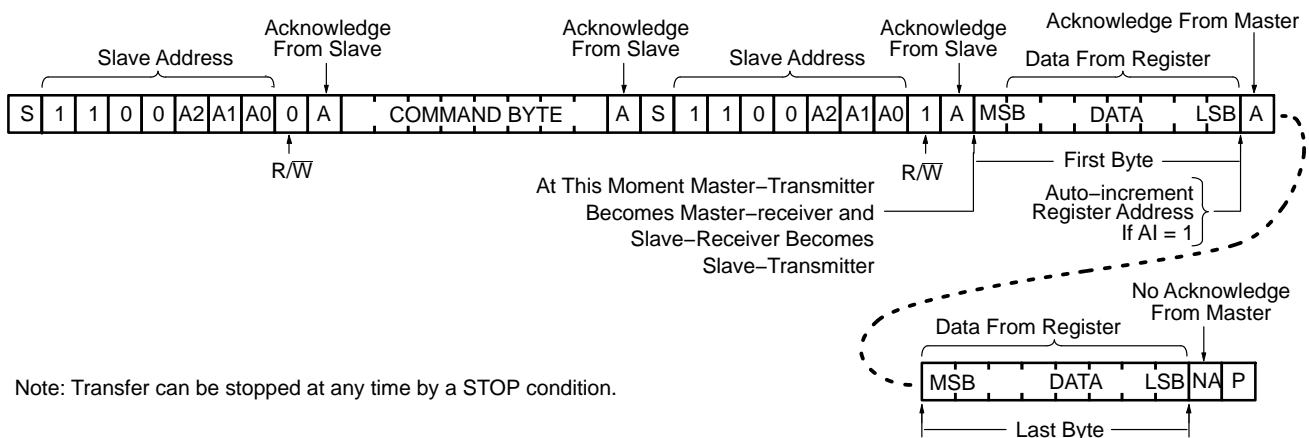 Acknowledge
From Slave
Acknowledge
From Slave
Acknowledge
From Slave
Acknowledge From Master
Slave Address
Slave Address
Data From Register
S 1 1 0 0 A2 A1 A0 0 A COMMAND BYTE A S 1 1 0 0 A2 A1 A0 1 A MSB DATA LSB A
R/W̅
R/W̅
First Byte
At This Moment Master−Transmitter
Becomes Master−receiver and
Slave−Receiver Becomes
Slave−Transmitter
Auto−increment
Register Address
If AI = 1
No Acknowledge
From Master
Data From Register
MSB DATA LSB NA P
Last Byte
Note: Transfer can be stopped at any time by a STOP condition.